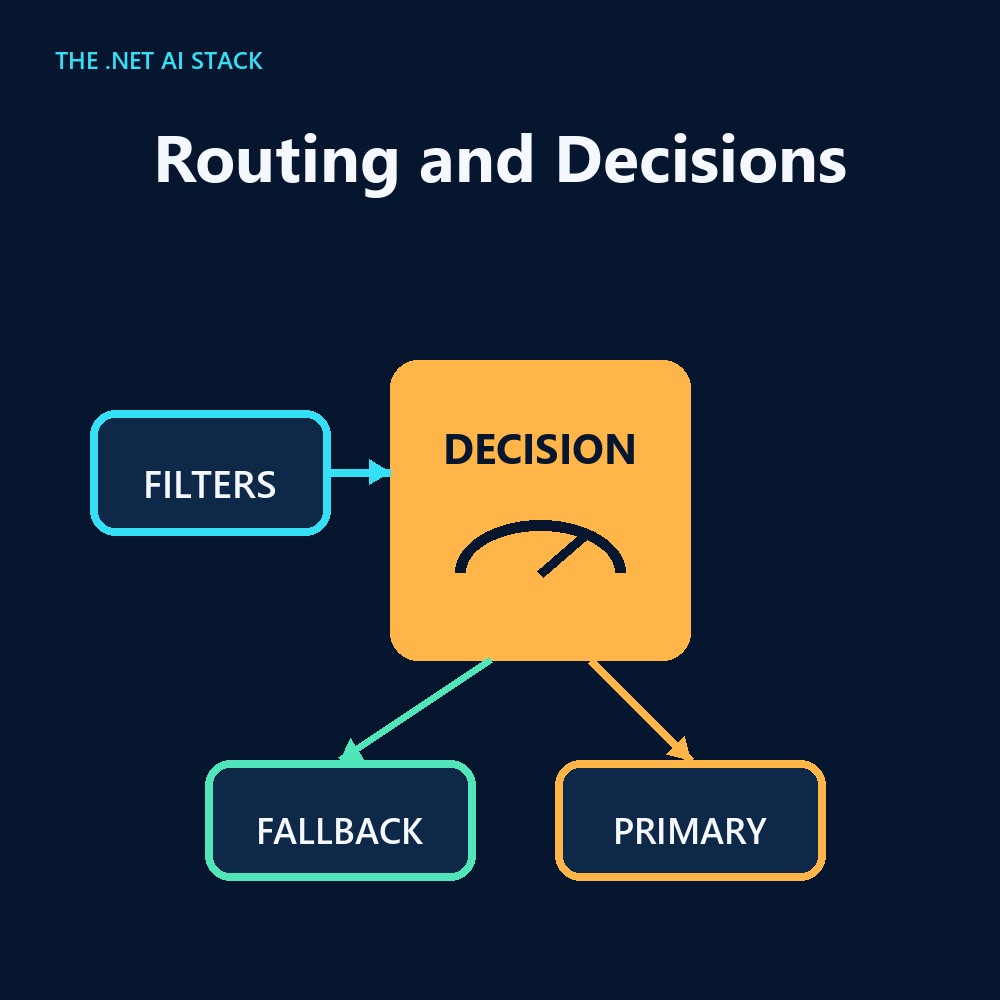 THE .NET AI STACK
Routing and Decisions
DECISION
FILTERS
FALLBACK
PRIMARY